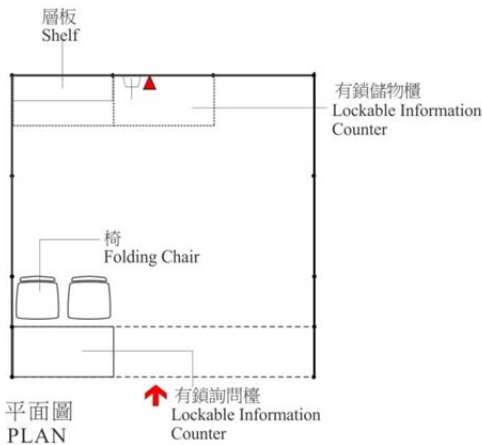 層板
Shelf
有鎖儲物櫃
Lockable Information
Counter
椅
Folding Chair
有鎖詢問檯
Lockable Information
Counter
平面圖
PLAN